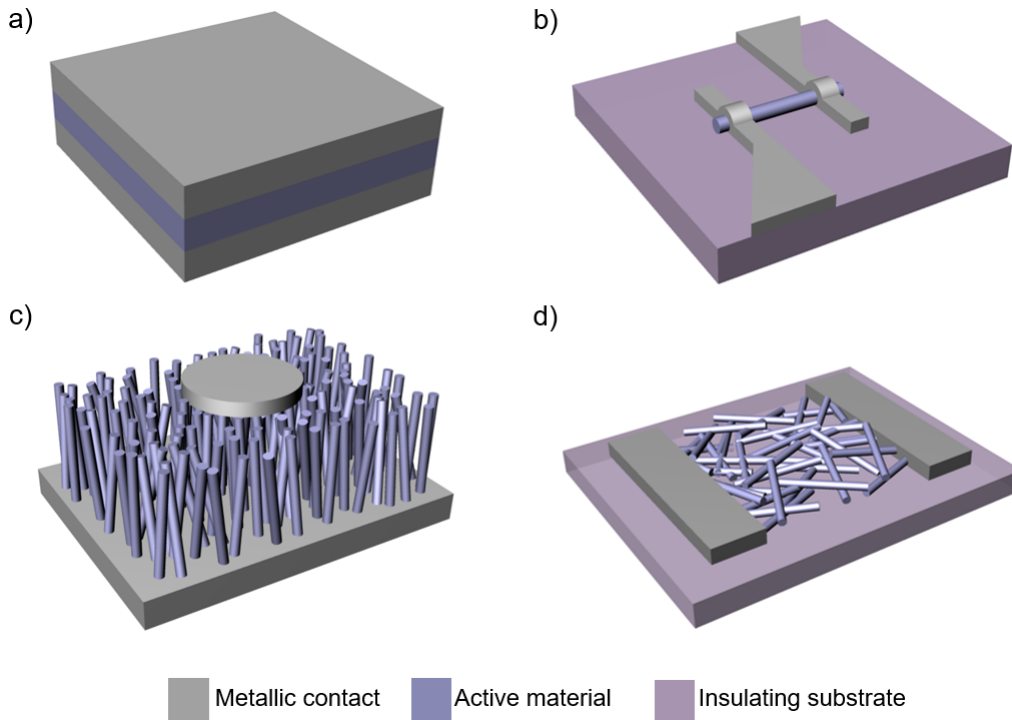 a)
b)
c)
d)
Metallic contact
Active material
Insulating substrate